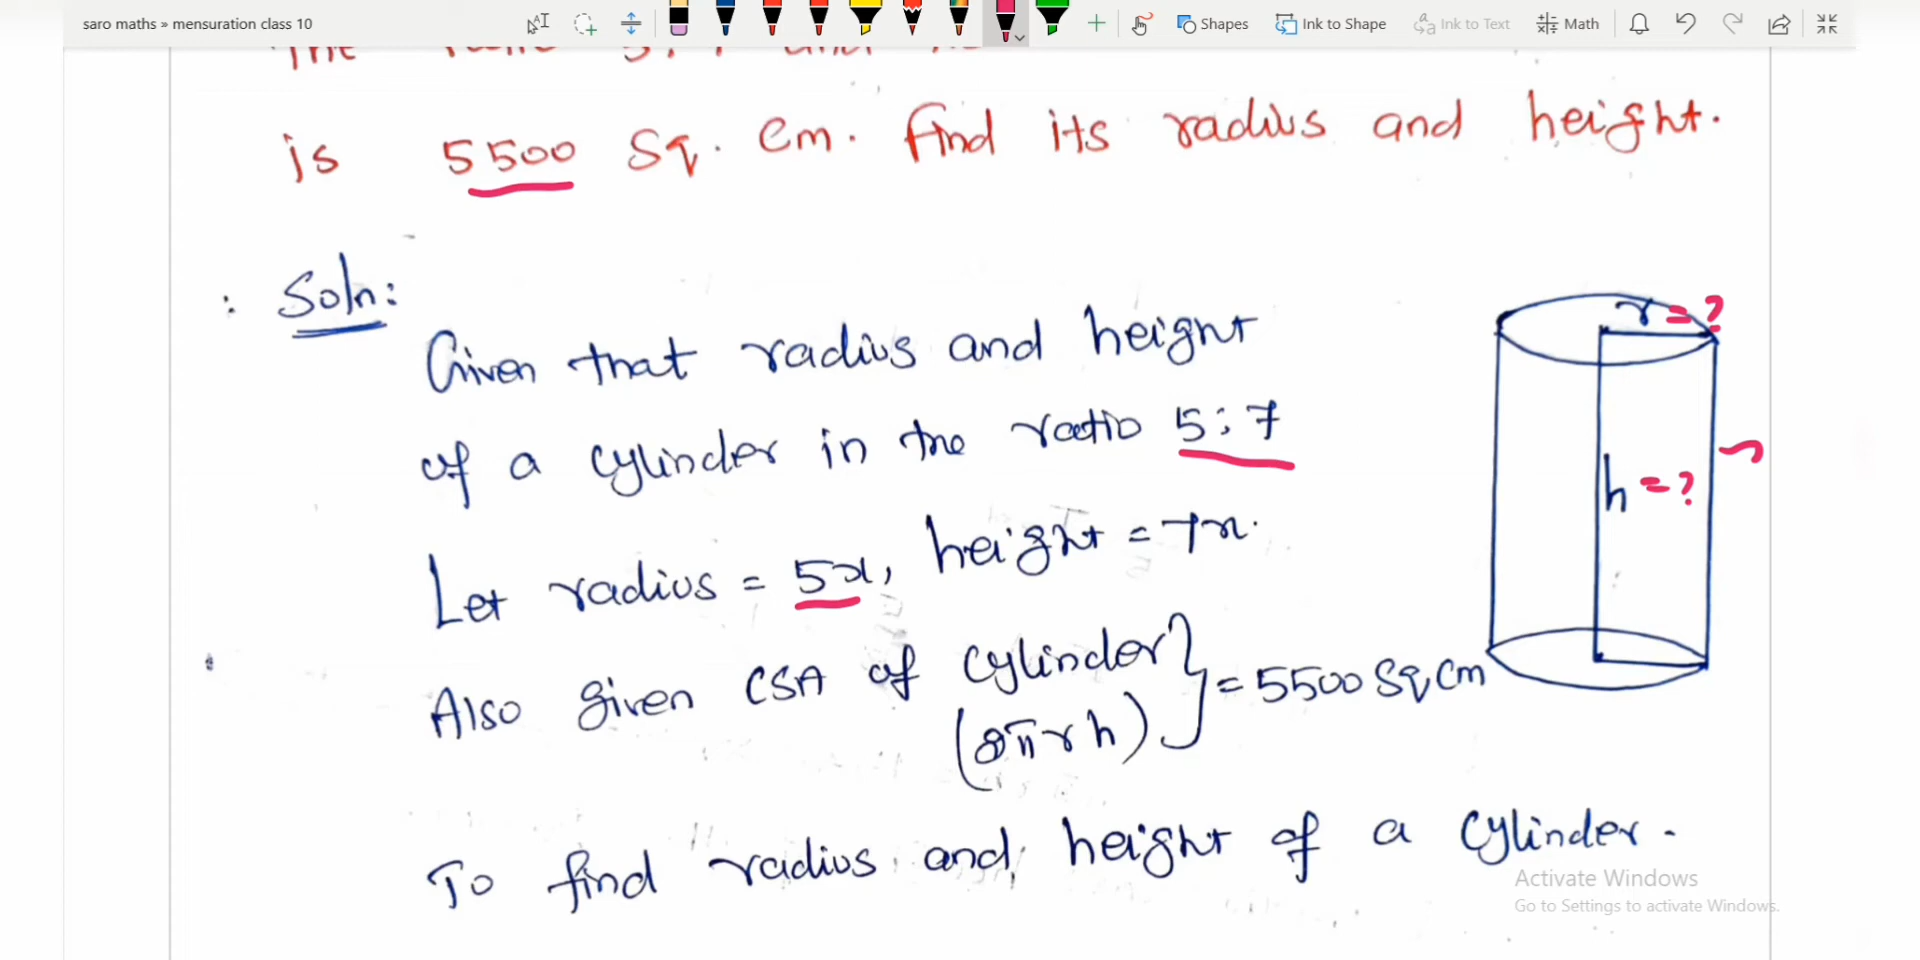 saro maths » mensuration class 10
Shapes
Ink to Shape
Ink to Text
Math
is 5500 Sq. Cm. find its radius and height.
Soln:
Given that radius and height
of a cylinder in the ratio 5:7
Let radius = 5x, height = 7x.
Also given CSA of cylinder} = 5500 Sq Cm
(2πrh)
To find radius and height of a cylinder.
r = ?
h = ?
Activate Windows
Go to Settings to activate Windows.